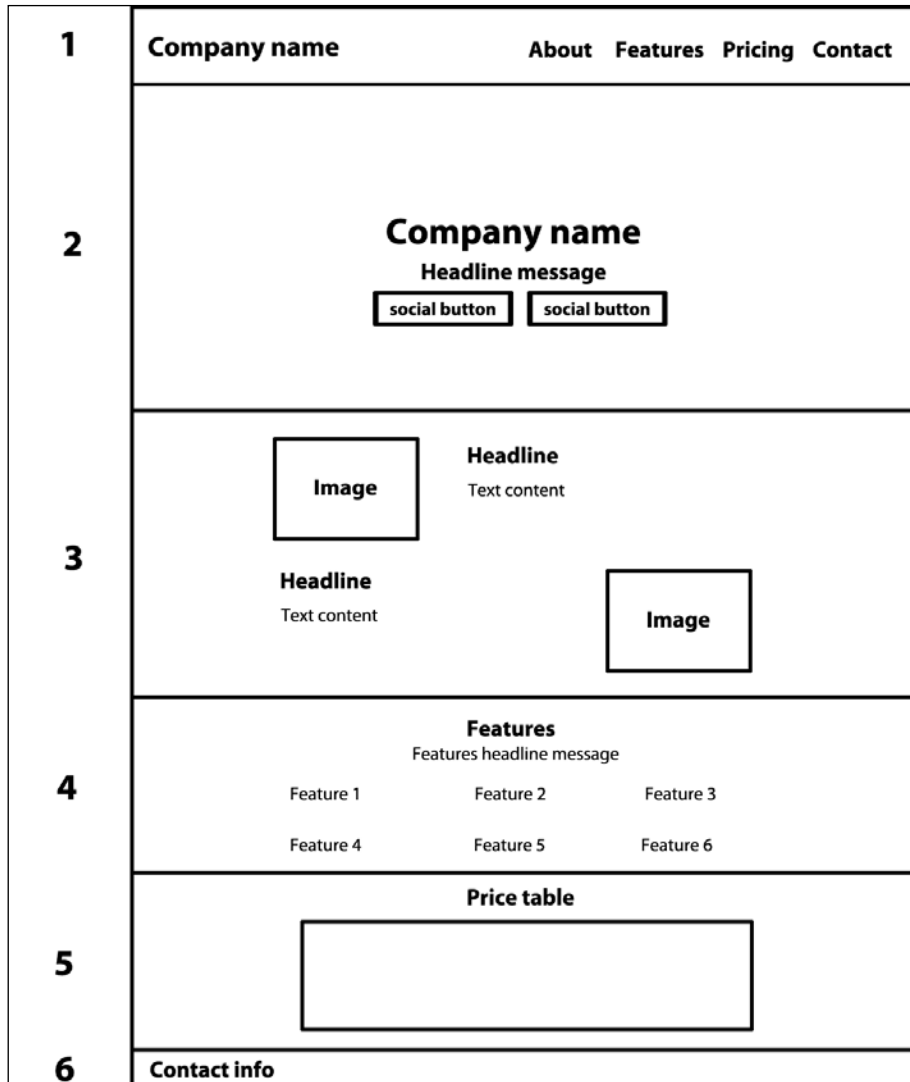 1
Company name
About Features Pricing Contact
2
Company name
Headline message
social button social button
3
Image
Headline
Text content
Headline
Text content
Image
4
Features
Features headline message
Feature 1 Feature 2 Feature 3
Feature 4 Feature 5 Feature 6
5
Price table
6
Contact info